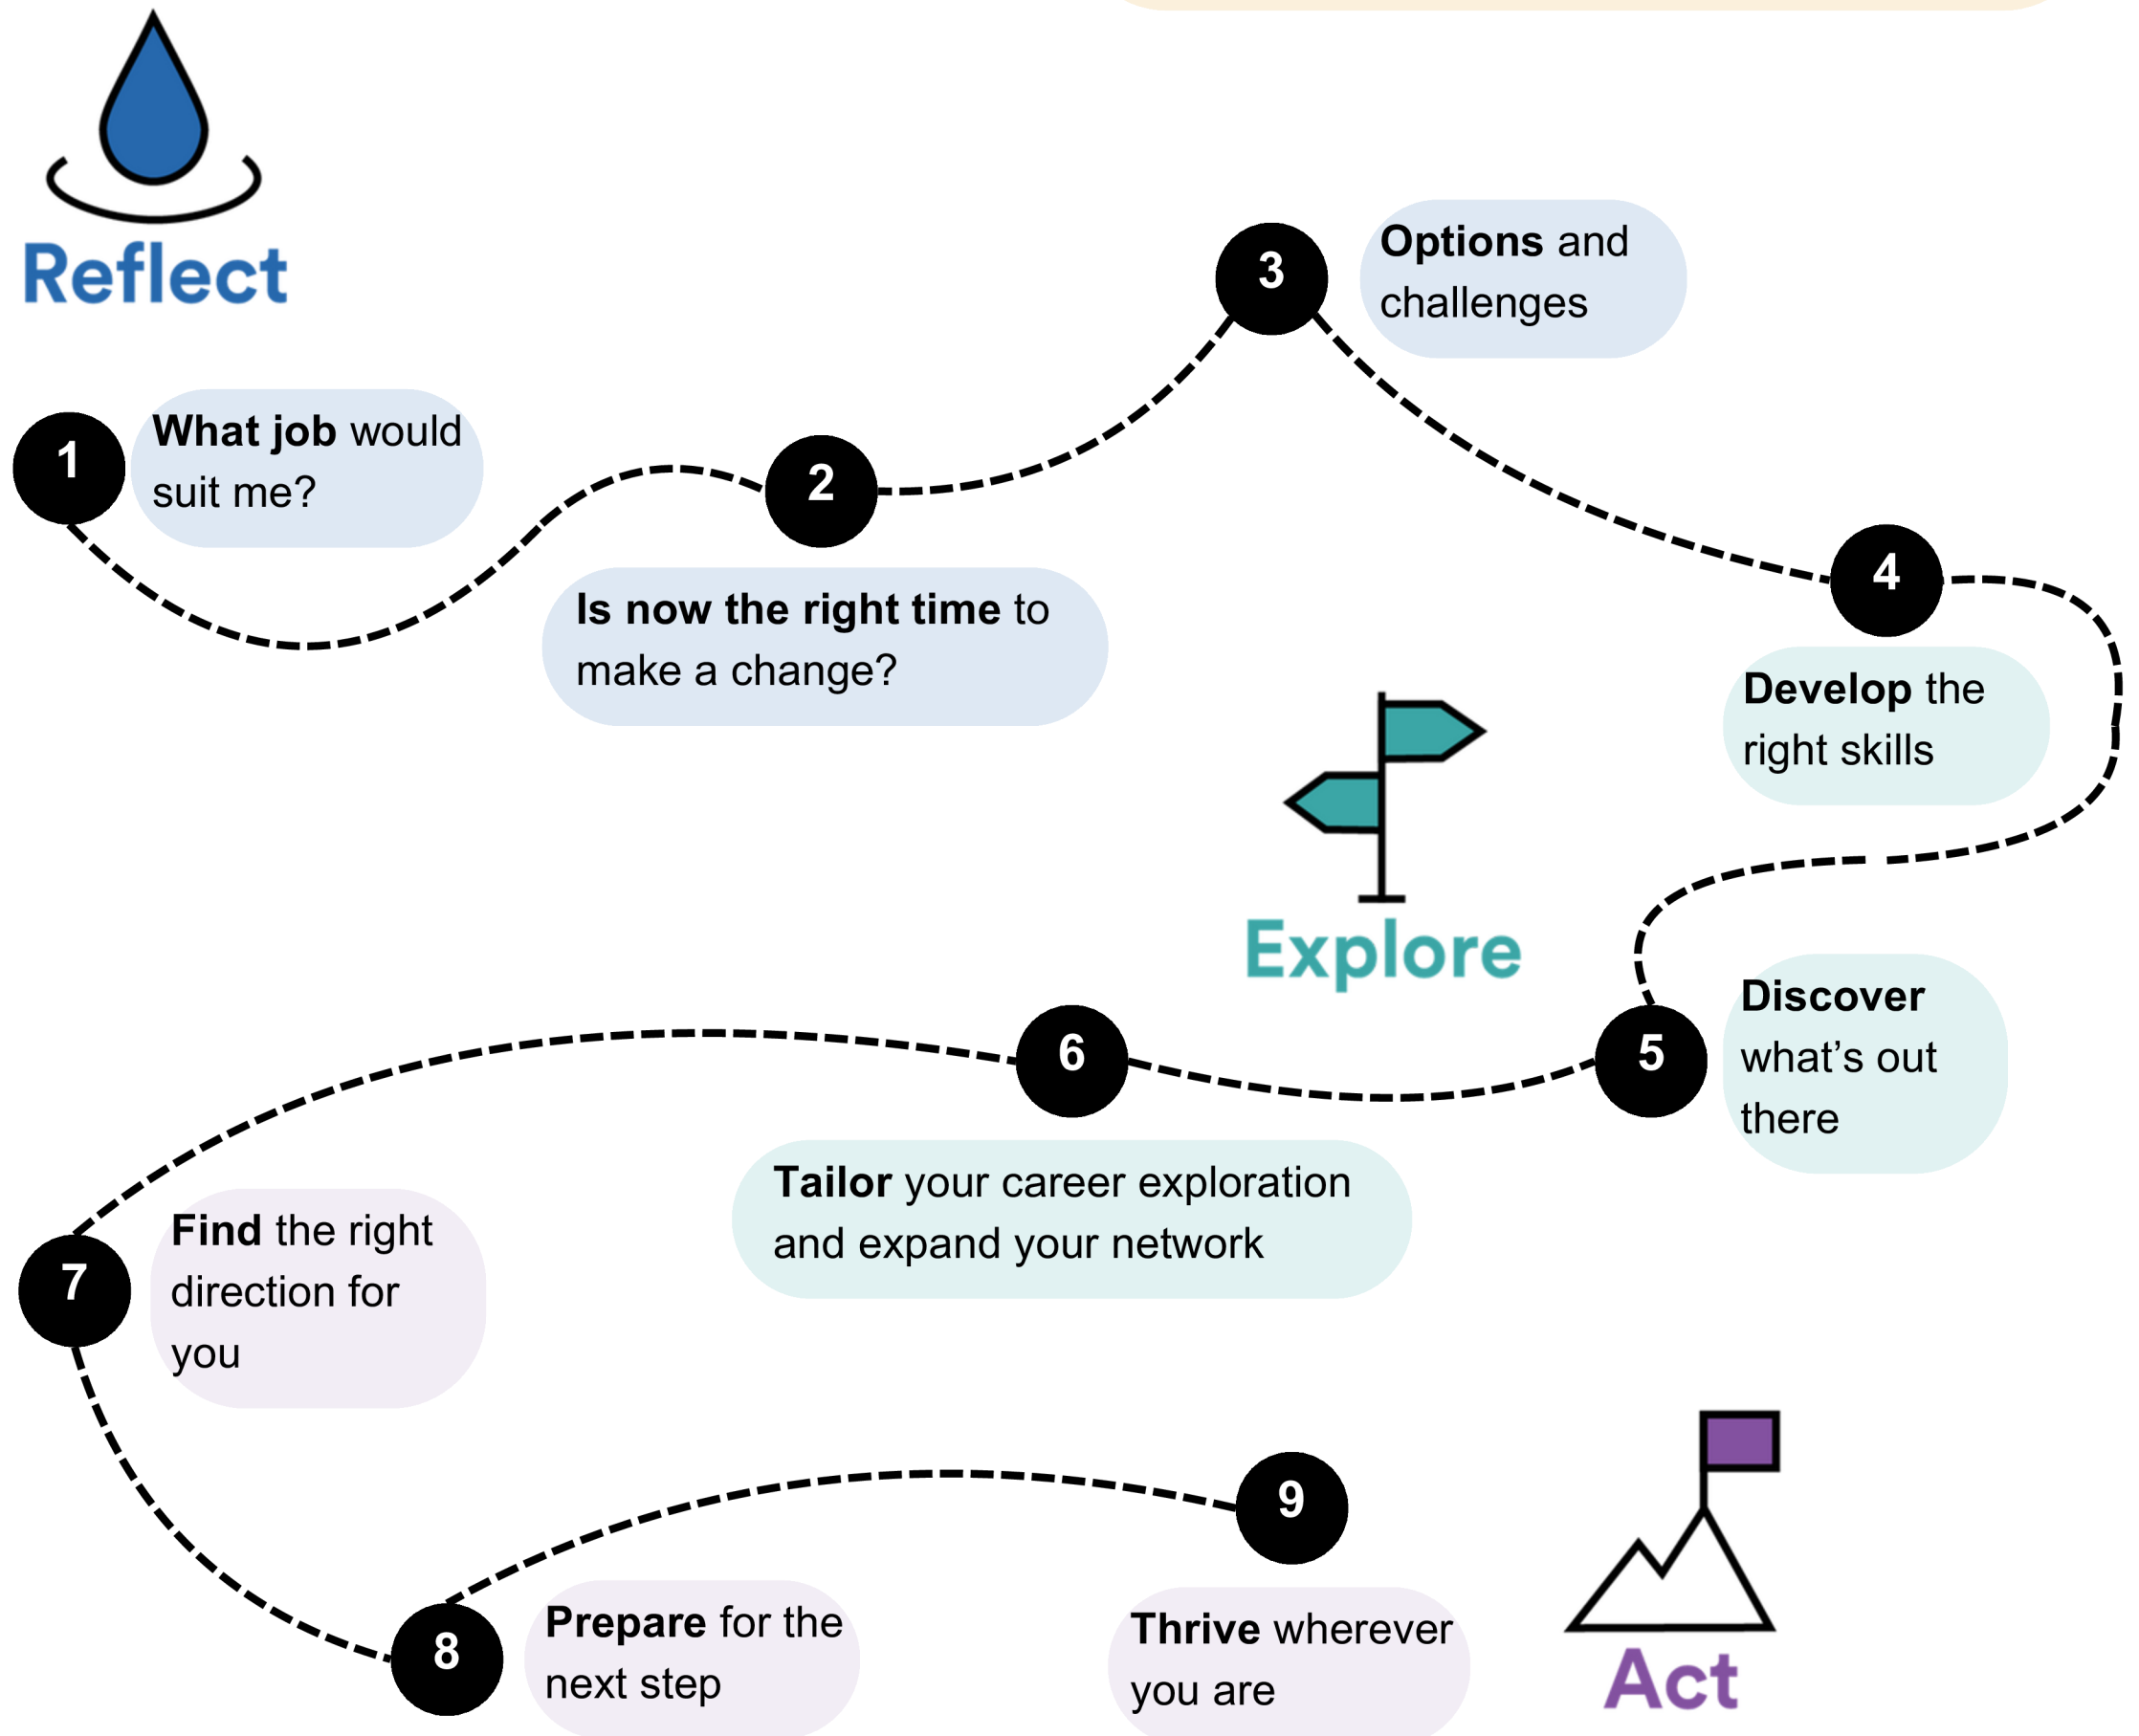 Reflect
1
What job would
suit me?
2
Is now the right time to
make a change?
3
Options and
challenges
4
Develop the
right skills
Explore
5
Discover
what's out
there
6
Tailor your career exploration
and expand your network
7
Find the right
direction for
you
8
Prepare for the
next step
9
Thrive wherever
you are
Act